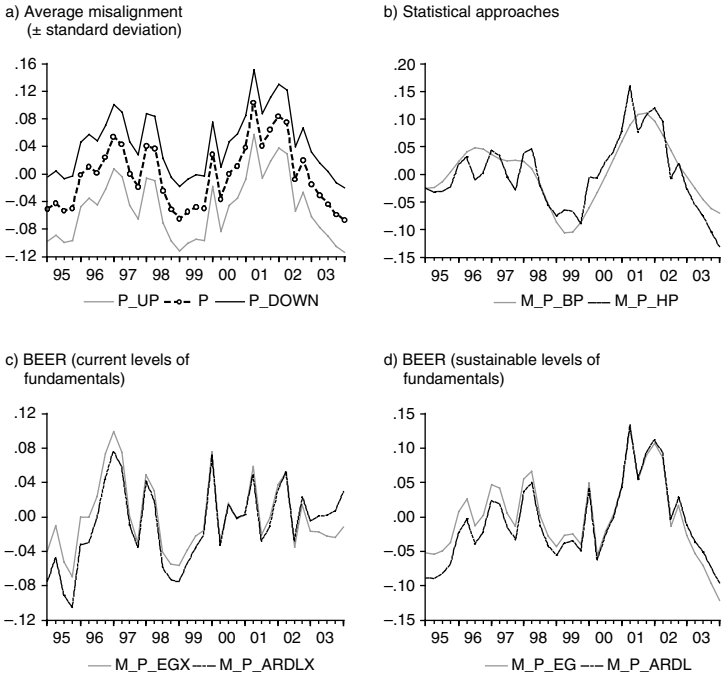 a) Average misalignment
(± standard deviation)
.16
.12
.08
.04
.00
–.04
–.08
–.12
95 96 97 98 99 00 01 02 03
P_UP P P_DOWN
b) Statistical approaches
.20
.15
.10
.05
.00
–.05
–.10
–.15
95 96 97 98 99 00 01 02 03
M_P_BP M_P_HP
c) BEER (current levels of
fundamentals)
.12
.08
.04
.00
–.04
–.08
–.12
95 96 97 98 99 00 01 02 03
M_P_EGX M_P_ARDLX
d) BEER (sustainable levels of
fundamentals)
.15
.10
.05
.00
–.05
–.10
–.15
95 96 97 98 99 00 01 02 03
M_P_EG M_P_ARDL